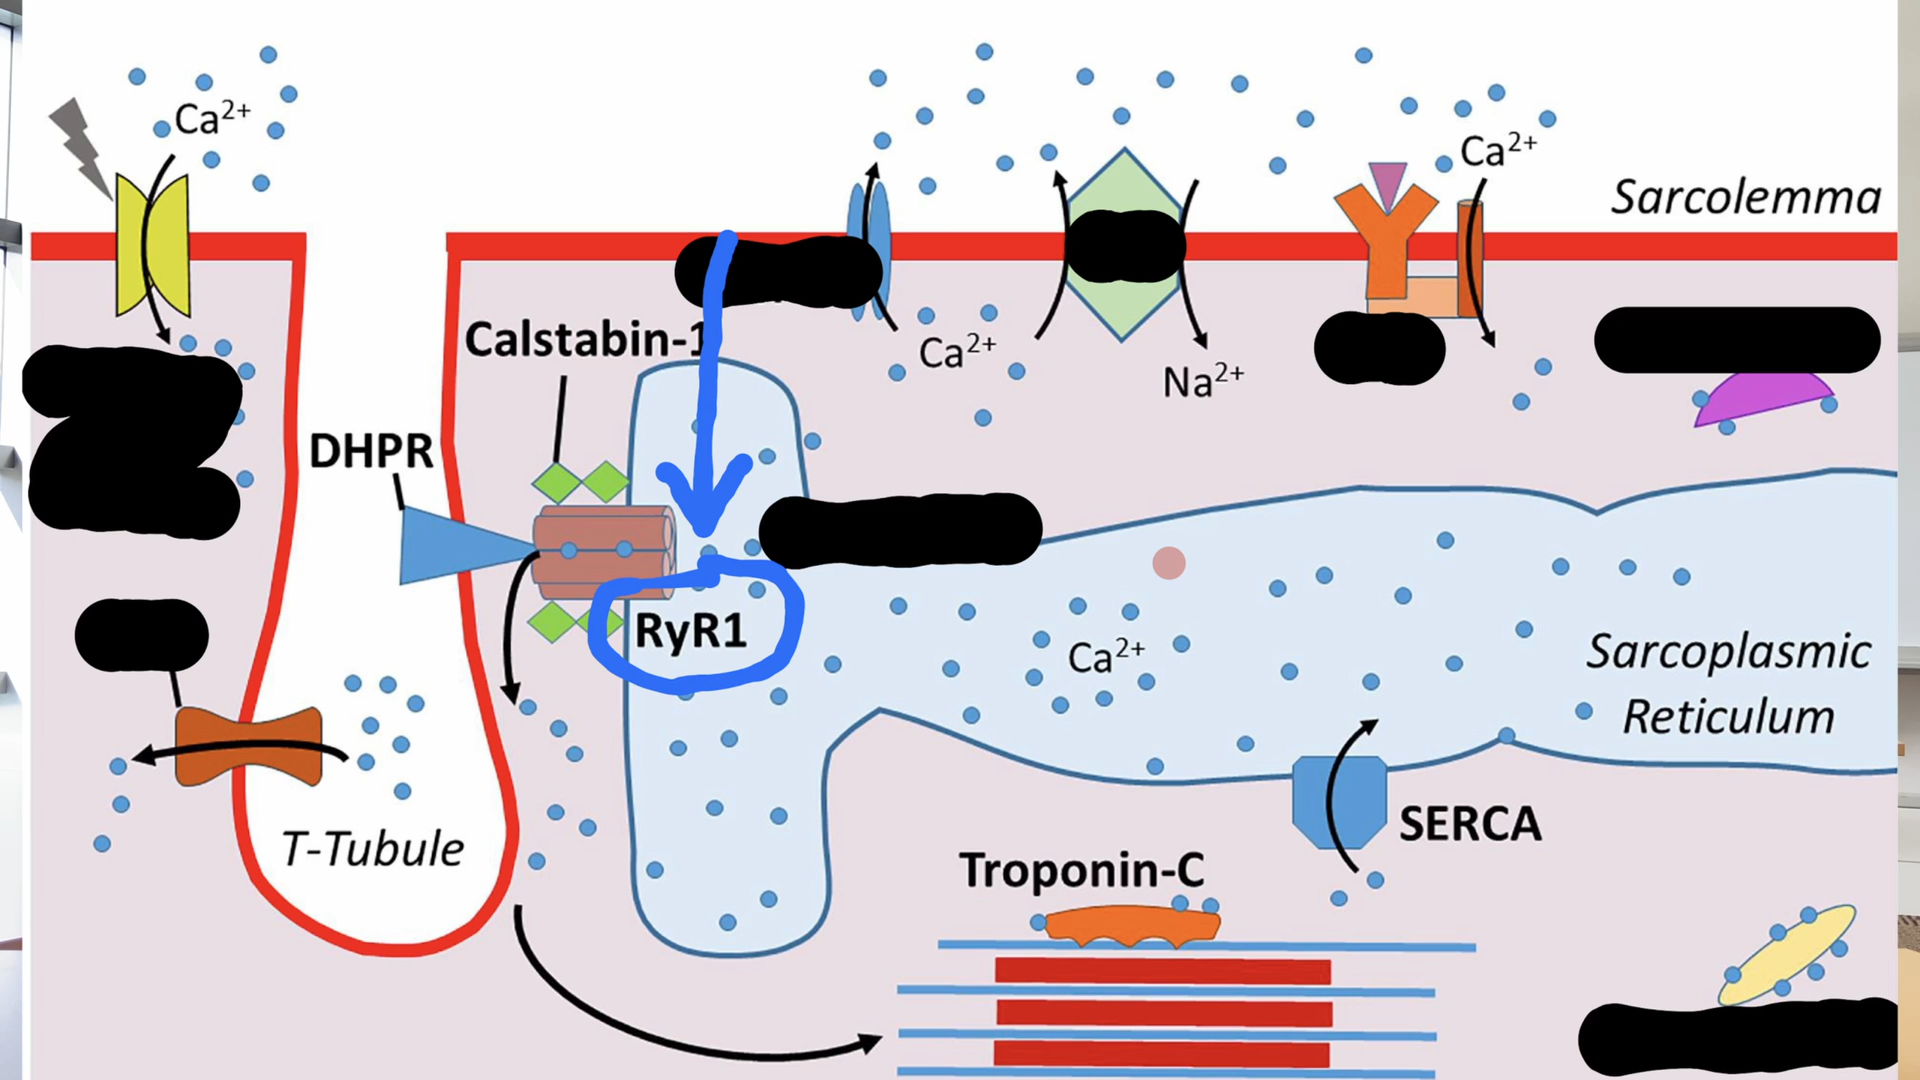 Ca²⁺
Ca²⁺
Sarcolemma
Calstabin-1
Ca²⁺
Na²⁺
DHPR
RyR1
Ca²⁺
Sarcoplasmic
Reticulum
T-Tubule
SERCA
Troponin-C